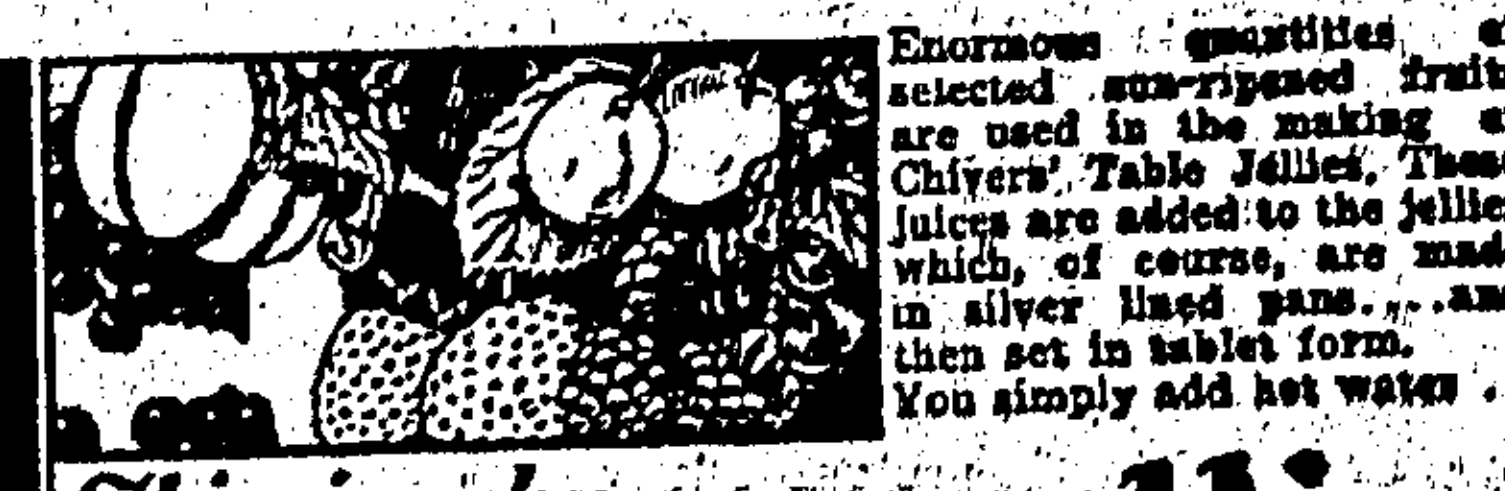 Enormous quantities
selected sun-ripened fruit
are used in the making
Chivers' Table Jellies. These
juices are added to the jellies
which, of course, are made
in silver lined pans....and
then set in tablet form.
You simply add hot water .